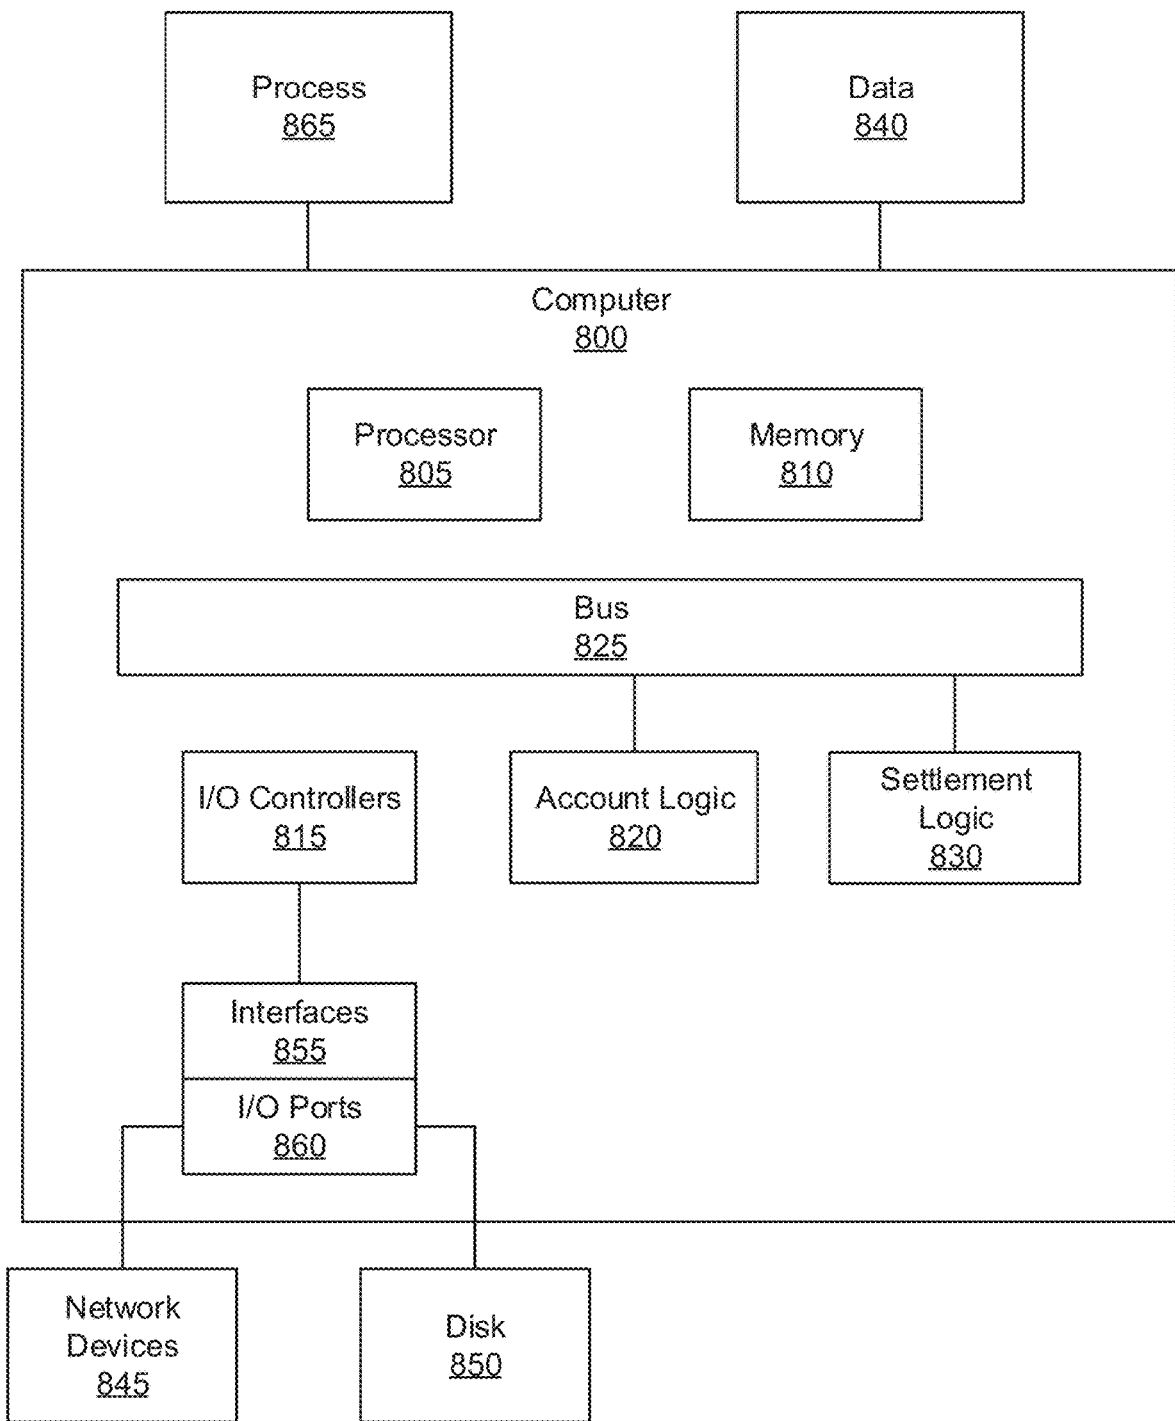 Process
865
Data
840
Computer
800
Processor
805
Memory
810
Bus
825
I/O Controllers
815
Account Logic
820
Settlement
Logic
830
Interfaces
855
I/O Ports
860
Network
Devices
845
Disk
850